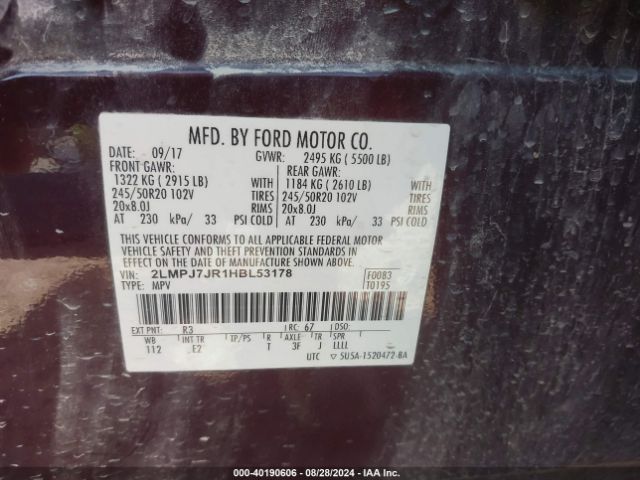 MFD. BY FORD MOTOR CO.
DATE: 09/17 GVWR: 2495 KG ( 5500 LB)
FRONT GAWR: REAR GAWR:
1322 KG ( 2915 LB) WITH 1184 KG ( 2610 LB) WITH
245/50R20 102V TIRES 245/50R20 102V TIRES
20x8.0J RIMS 20x8.0J RIMS
AT 230 kPa/ 33 PSI COLD AT 230 kPa/ 33 PSI COLD
THIS VEHICLE CONFORMS TO ALL APPLICABLE FEDERAL MOTOR
VEHICLE SAFETY AND THEFT PREVENTION STANDARDS IN
EFFECT ON THE DATE OF MANUFACTURE SHOWN ABOVE.
VIN: 2LMPJ7JR1HBL53178 F0083
TYPE: MPV T0195
EXT PNT: R3 RC: 67 DSO:
WB INT TR TP/PS R AXLE TR SPR
112 E2 T 3F J LLLL
UTC ▽ 5U5A-1520472-BA
000-40190606 / 08/28/2024 - IAA Inc.